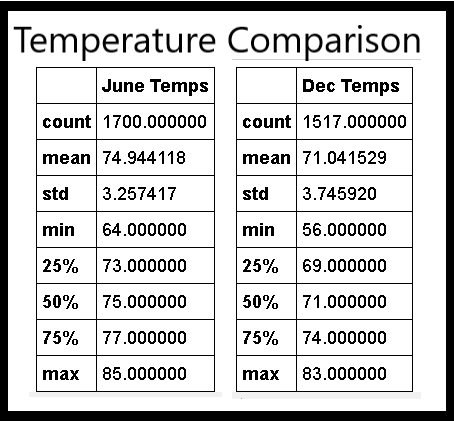 Temperature Comparison
June Temps Dec Temps
count 1700.000000 count 1517.000000
mean 74.944118 mean 71.041529
std 3.257417 std 3.745920
min 64.000000 min 56.000000
25% 73.000000 25% 69.000000
50% 75.000000 50% 71.000000
75% 77.000000 75% 74.000000
max 85.000000 max 83.000000